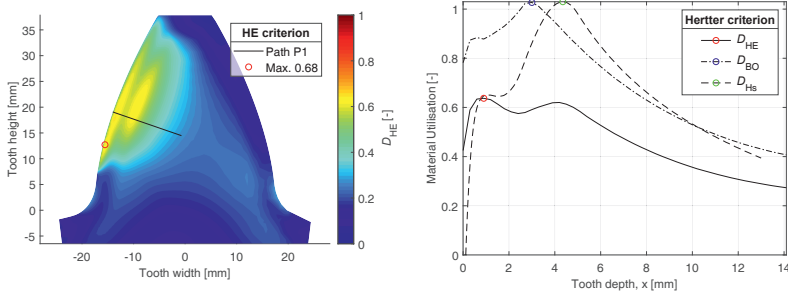 HE criterion
Path P1
Max. 0.68
35
30
25
20
15
10
5
0
-5
Tooth height [mm]
-20
-10
0
10
20
Tooth width [mm]
1
0.8
0.6
0.4
0.2
0
D_HE [-]
Hertter criterion
D_HE
D_BO
D_Hs
1
0.8
0.6
0.4
0.2
0
Material Utilisation [-]
0
2
4
6
8
10
12
14
Tooth depth, x [mm]